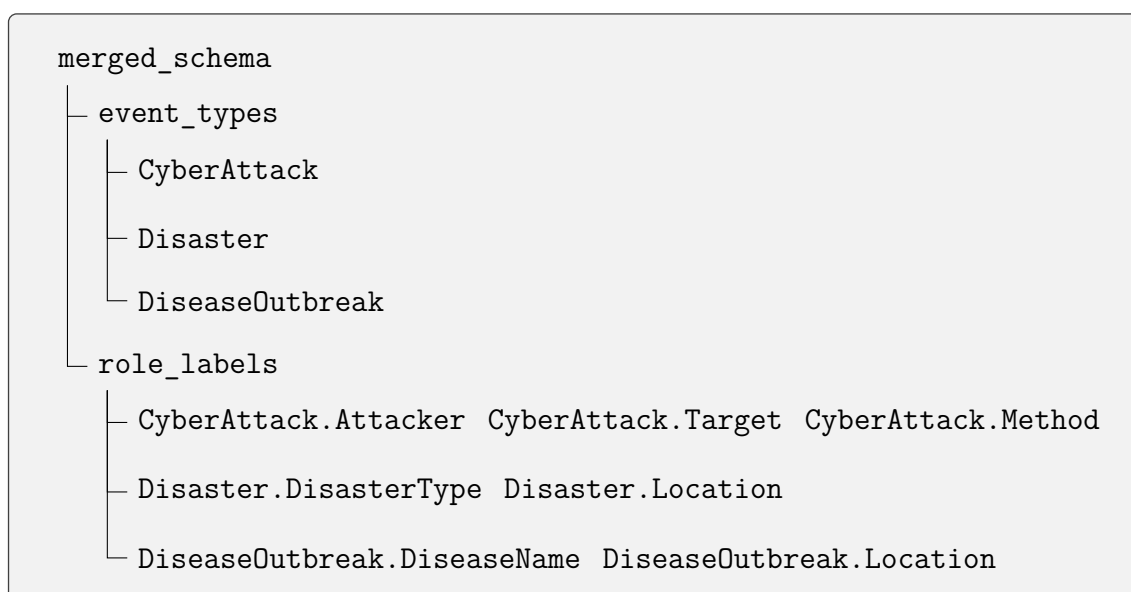 merged_schema
event_types
CyberAttack
Disaster
DiseaseOutbreak
role_labels
CyberAttack.Attacker CyberAttack.Target CyberAttack.Method
Disaster.DisasterType Disaster.Location
DiseaseOutbreak.DiseaseName DiseaseOutbreak.Location